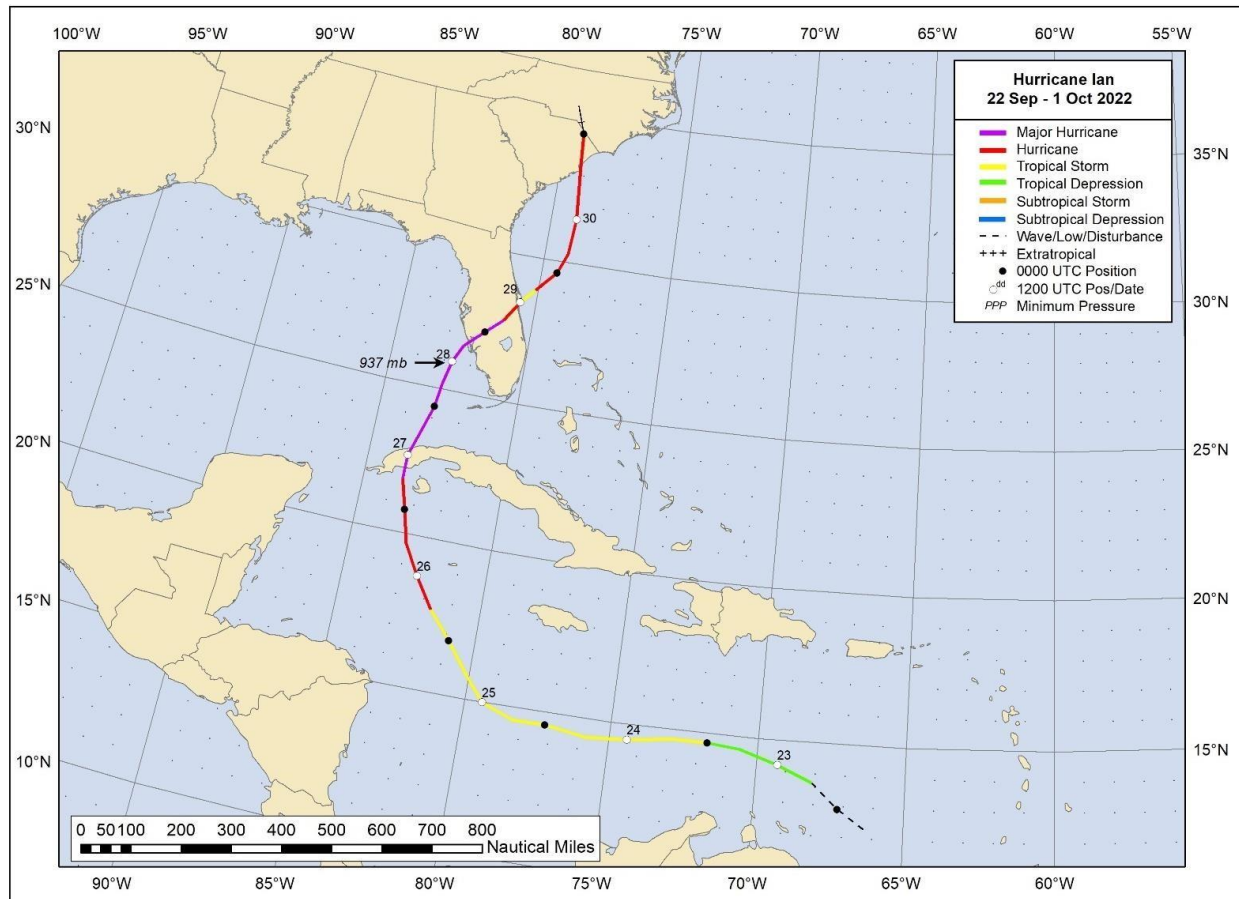 100°W 95°W 90°W 85°W 80°W 75°W 70°W 65°W 60°W 55°W
Hurricane Ian
22 Sep - 1 Oct 2022
Major Hurricane
Hurricane
Tropical Storm
Tropical Depression
Subtropical Storm
Subtropical Depression
Wave/Low/Disturbance
Extratropical
0000 UTC Position
dd 1200 UTC Pos/Date
PPP Minimum Pressure
30°N
35°N
30
25°N
29
30°N
28
937 mb
20°N
27
25°N
26
15°N
20°N
25
24
23
10°N
15°N
0 50 100 200 300 400 500 600 700 800
Nautical Miles
90°W 85°W 80°W 75°W 70°W 65°W 60°W